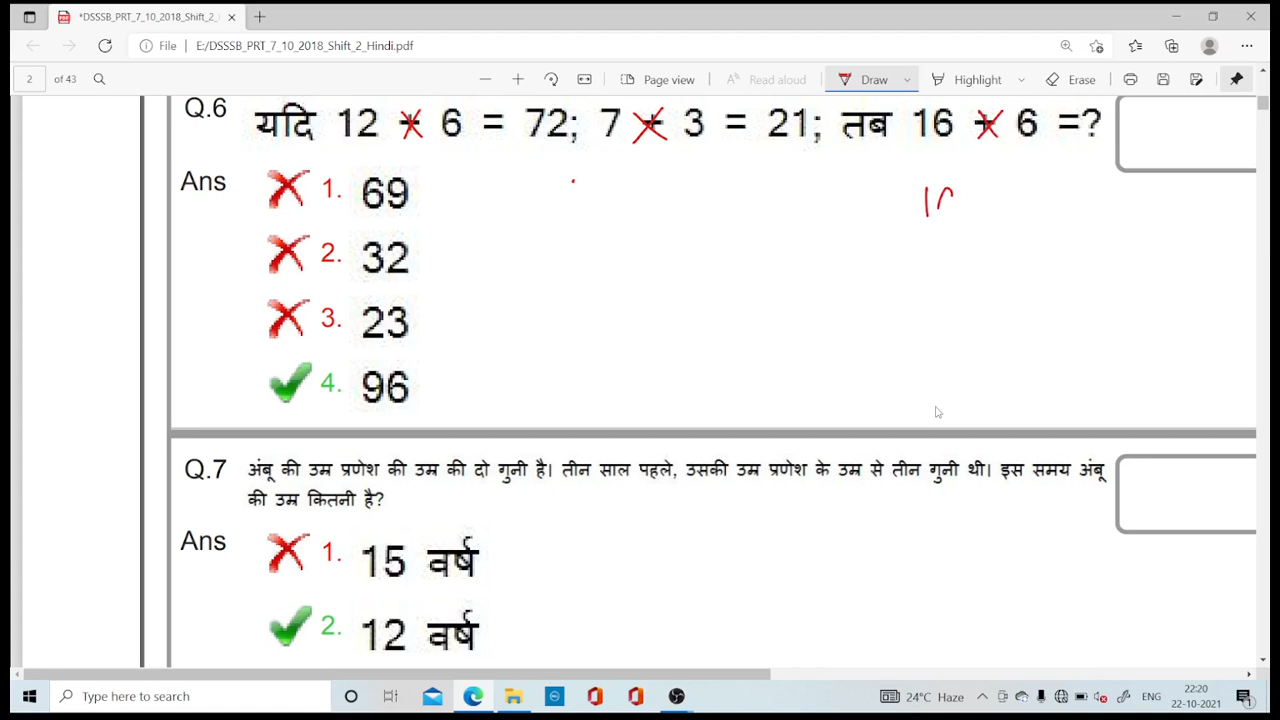 *DSSSB_PRT_7_10_2018_Shift_2_
File E:/DSSSB_PRT_7_10_2018_Shift_2_Hindi.pdf
2 of 43 Page view Read aloud Draw Highlight Erase
Q.6 यदि 12 + 6 = 72; 7 + 3 = 21; तब 16 + 6 =?
Ans 1. 69
2. 32
3. 23
4. 96
Q.7 अंबू की उम्र प्रणेश की उम्र की दो गुनी है। तीन साल पहले, उसकी उम्र प्रणेश के उम्र से तीन गुनी थी। इस समय अंबू
की उम्र कितनी है?
Ans 1. 15 वर्ष
2. 12 वर्ष
Type here to search 24°C Haze ENG 22:20
22-10-2021